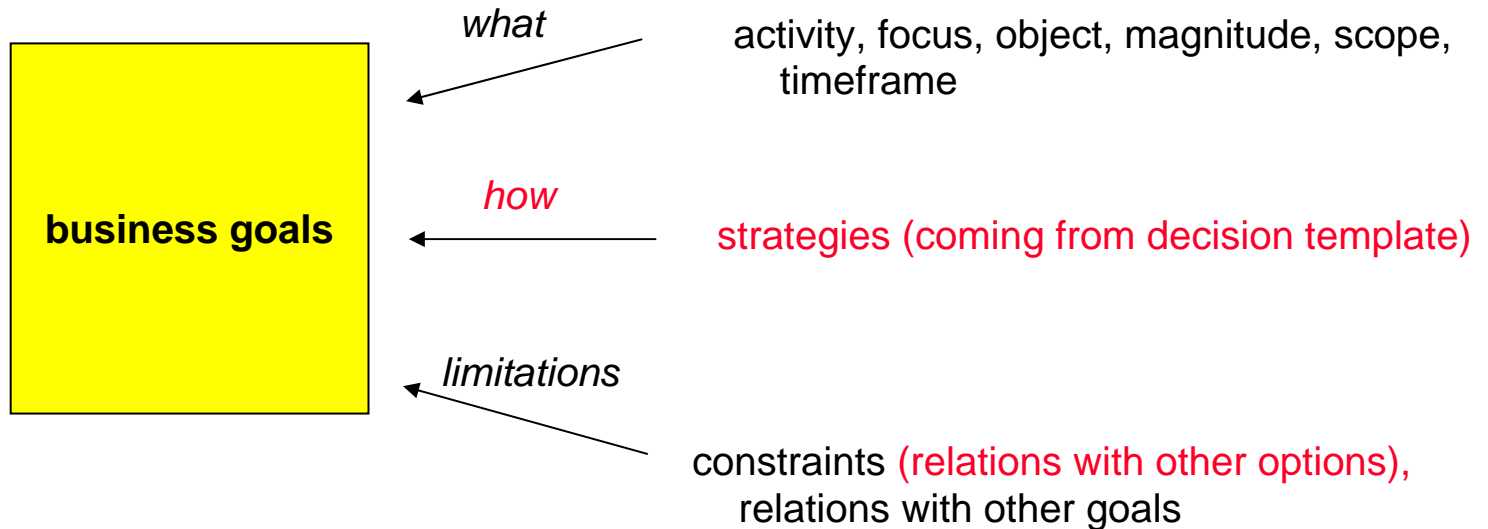 what
activity, focus, object, magnitude, scope,
timeframe
how
business goals
strategies (coming from decision template)
limitations
constraints (relations with other options),
relations with other goals